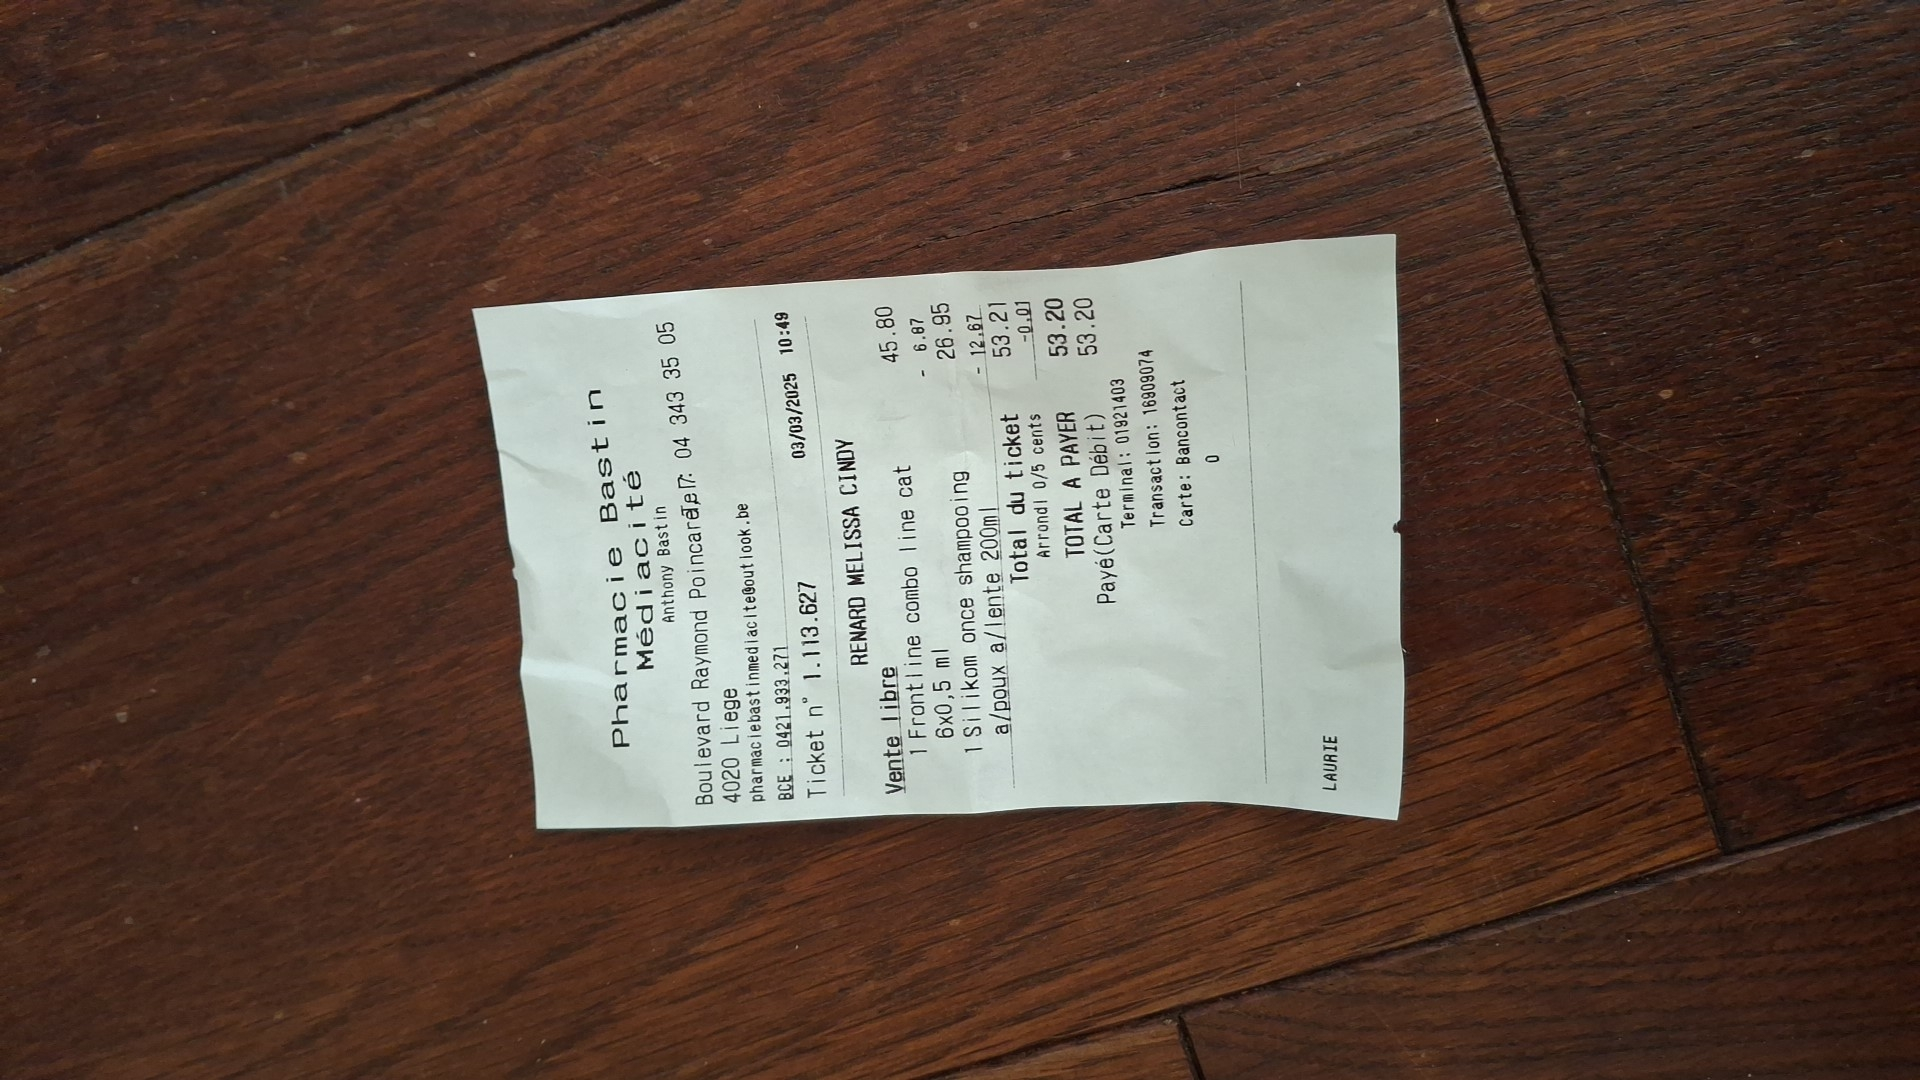 Pharmacie Bastin
Médiacité
Anthony Bastin
Boulevard Raymond Poincaré, 7: 04 343 35 05
4020 Liege
pharmaciebastinmediacite@outlook.be
BCE : 0421.933.271
Ticket n° 1.113.627 03/03/2025 10:49
RENARD MELISSA CINDY
Vente libre
1 Frontline combo line cat 45.80
6x0,5 ml - 6.87
1 Silikom once shampooing 26.95
a/poux a/lente 200ml - 12.67
Total du ticket 53.21
Arrondi 0/5 cents -0.01
TOTAL A PAYER 53.20
Payé(Carte Débit) 53.20
Terminal: 01921403
Transaction: 16909074
Carte: Bancontact
0
LAURIE